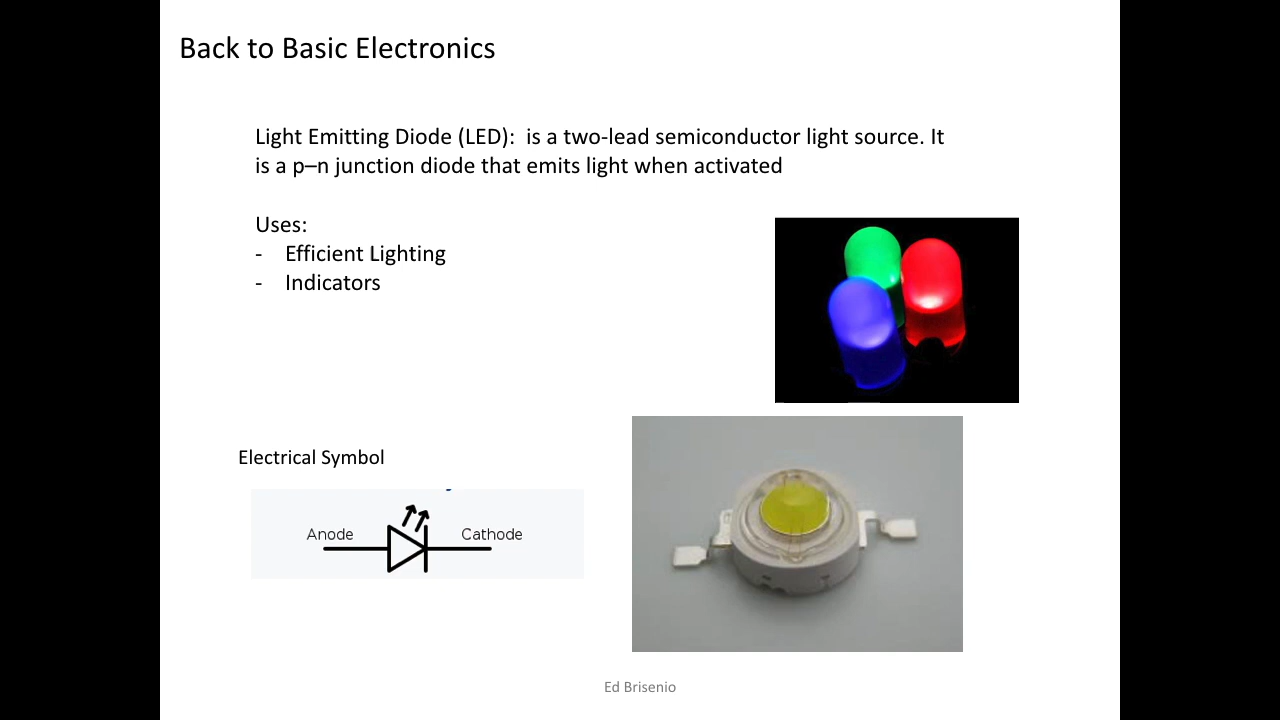 Back to Basic Electronics
Light Emitting Diode (LED):  is a two-lead semiconductor light source. It
is a p–n junction diode that emits light when activated
Uses:
- Efficient Lighting
- Indicators
Electrical Symbol
Anode
Cathode
Ed Brisenio